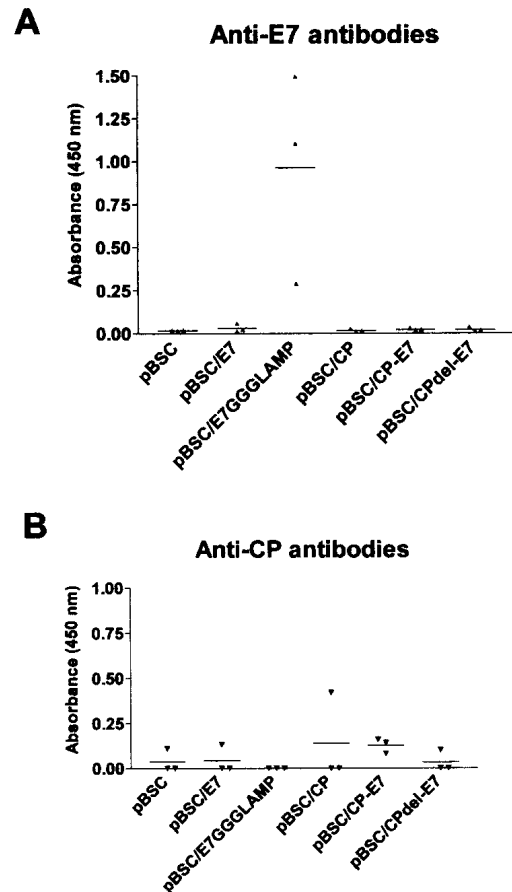 A
Anti-E7 antibodies
Absorbance (450 nm)
1.50
1.25
1.00
0.75
0.50
0.25
0.00
pBSC
pBSC/E7
pBSC/E7GGGLAMP
pBSC/CP
pBSC/CP-E7
pBSC/CPdel-E7
B
Anti-CP antibodies
Absorbance (450 nm)
1.00
0.75
0.50
0.25
0.00
pBSC
pBSC/E7
pBSC/E7GGGLAMP
pBSC/CP
pBSC/CP-E7
pBSC/CPdel-E7